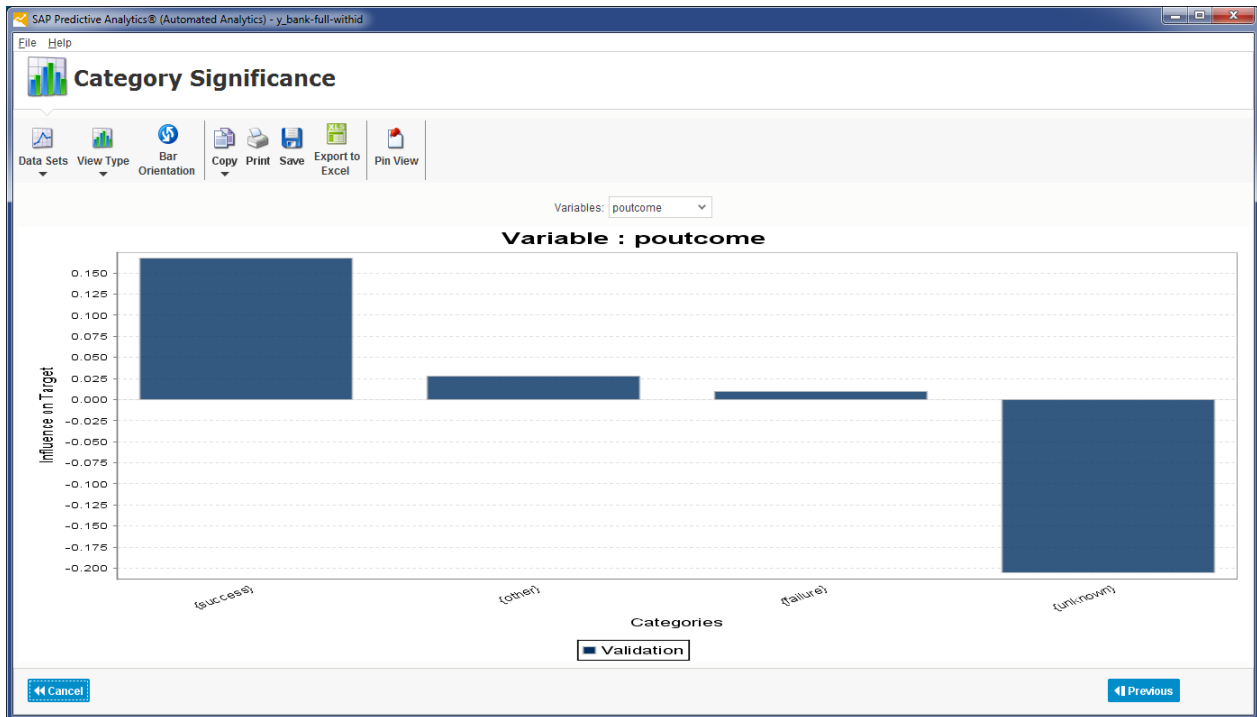 SAP Predictive Analytics® (Automated Analytics) - y_bank-full-withid
File Help
Category Significance
Data Sets View Type Bar Orientation Copy Print Save Export to Excel Pin View
XLS
Variables: poutcome
Variable : poutcome
Influence on Target
0.150
0.125
0.100
0.075
0.050
0.025
0.000
-0.025
-0.050
-0.075
-0.100
-0.125
-0.150
-0.175
-0.200
{success} {other} {failure} {unknown}
Categories
Validation
Cancel Previous